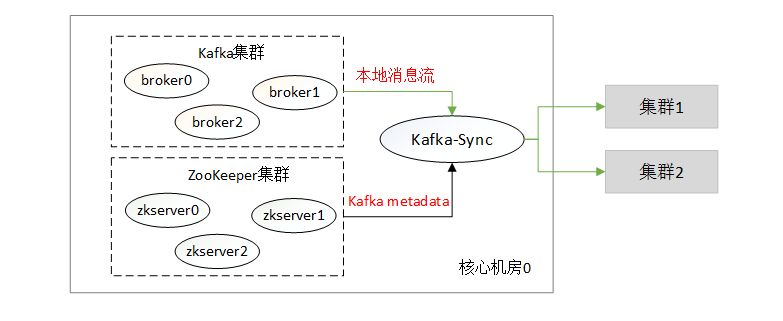 Kafka集群
broker0
broker1
broker2
本地消息流
Kafka-Sync
集群1
集群2
ZooKeeper集群
zkserver0
zkserver1
zkserver2
Kafka metadata
核心机房0